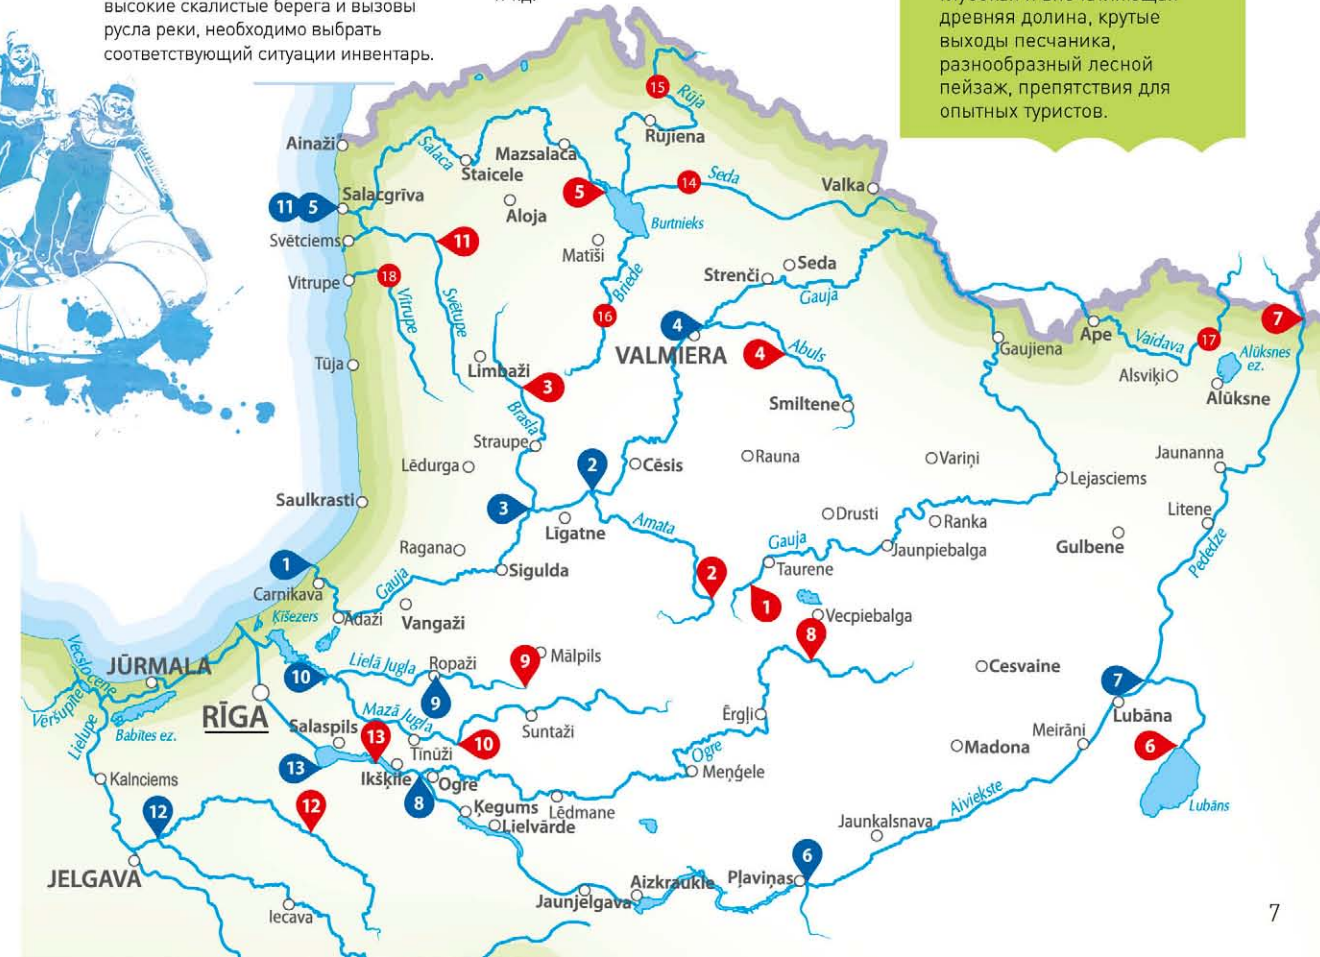 высокие скалистые берега и вызовы
русла реки, необходимо выбрать
соответствующий ситуации инвентарь.
древняя долина, крутые
выходы песчаника,
разнообразный лесной
пейзаж, препятствия для
опытных туристов.
15
Rūja
Rūjiena
Ainaži
Salaca
Mazsalaca
Staicele
5
14
Seda
Valka
11 5
Salacgrīva
Aloja
Burtnieks
Svētciems
11
Matīši
Vitrupe
18
Vitrupe
Svētupe
Briede
16
Strenči
Seda
Gauja
4
VALMIERA
4
Abuls
Gaujiena
Ape
Vaidava
17
7
Alūksnes
ez.
Alsviķi
Alūksne
Tūja
Limbaži
3
Brasla
Smiltene
Straupe
Lēdurga
2
Cēsis
Rauna
Variņi
Jaunanna
Lejasciems
Saulkrasti
3
Līgatne
Amata
Drusti
Ranka
Litene
Gulbene
Pededze
Ragana
Sigulda
Gauja
Jaunpiebalga
Taurene
1
Carnikava
Gauja
2
1
Ķīšezers
Ādaži
Vangaži
Vecpiebalga
8
Vecslocene
JŪRMALA
Lielā Jugla
Ropaži
9
Mālpils
10
9
Cesvaine
7
Lubāna
Vēršupīte
Lielupe
Babītes ez.
RĪGA
Mazā Jugla
Salaspils
13
Suntaži
Ērgļi
Meirāni
Tīnūži
10
Ogre
Madona
6
Kalnciems
13
Ikšķile
Ogre
8
Meņģele
Lubāns
12
12
Ķegums
Lielvārde
Lēdmane
Aiviekste
Jaunkalsnava
JELGAVA
6
Pļaviņas
Aizkraukle
Jaunjelgava
Iecava
7